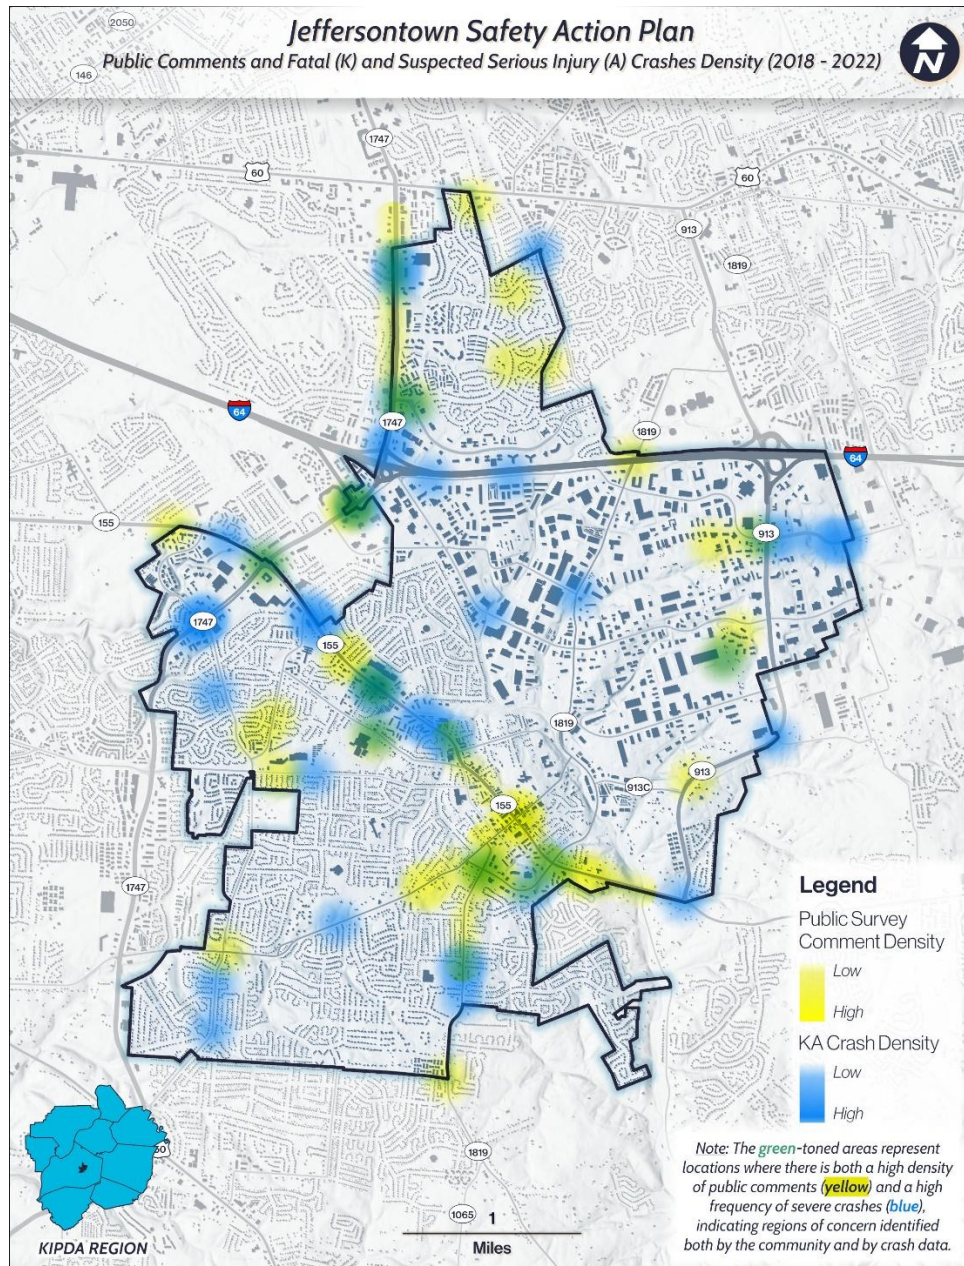 Jeffersontown Safety Action Plan
Public Comments and Fatal (K) and Suspected Serious Injury (A) Crashes Density (2018 - 2022)
N
2050
146
1747
60
60
913
1819
64
1747
1819
64
155
913
1747
155
1819
913
913C
155
1747
Legend
Public Survey
Comment Density
Low
High
KA Crash Density
Low
High
Note: The green-toned areas represent
locations where there is both a high density
of public comments (yellow) and a high
frequency of severe crashes (blue),
indicating regions of concern identified
both by the community and by crash data.
1819
1065
1
Miles
KIPDA REGION